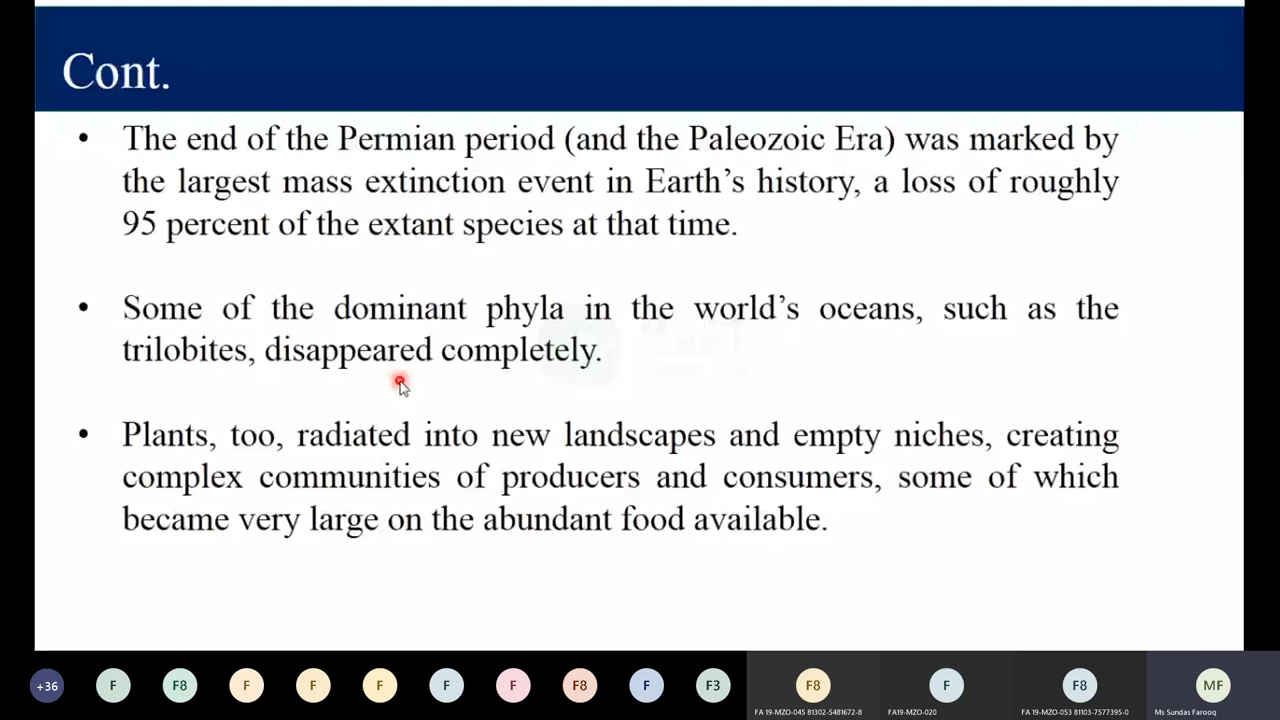 Cont.
• The end of the Permian period (and the Paleozoic Era) was marked by
the largest mass extinction event in Earth’s history, a loss of roughly
95 percent of the extant species at that time.
• Some of the dominant phyla in the world’s oceans, such as the
trilobites, disappeared completely.
• Plants, too, radiated into new landscapes and empty niches, creating
complex communities of producers and consumers, some of which
became very large on the abundant food available.
+36 F F8 F F F F F F8 F F3 F8 F F8 MF
FA 19-MZO-045 81302-5481672-8 FA19-MZO-020 FA 19-MZO-053 81103-7577395-0 Ms Sundas Farooq